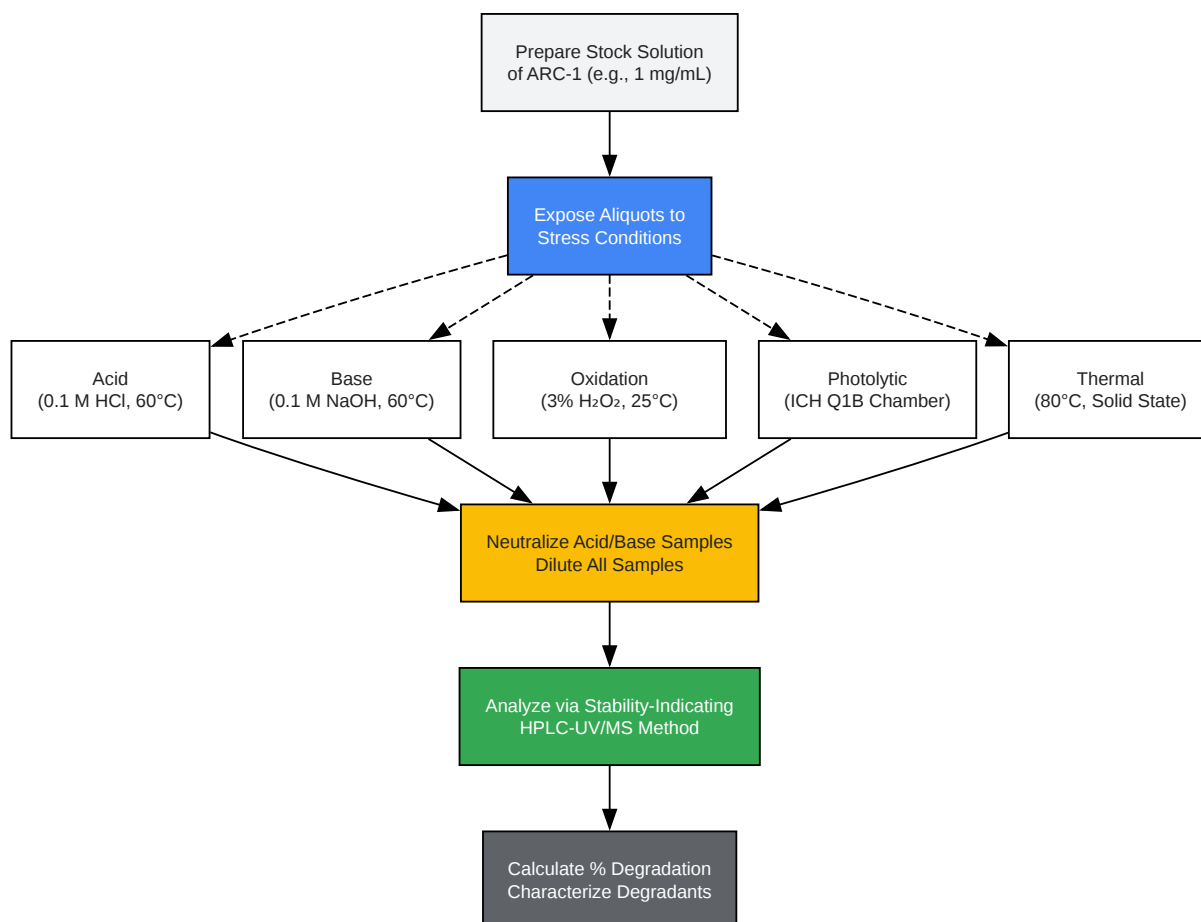 Prepare Stock Solution
of ARC-1 (e.g., 1 mg/mL)
Expose Aliquots to
Stress Conditions
Acid
(0.1 M HCl, 60°C)
Base
(0.1 M NaOH, 60°C)
Oxidation
(3% H₂O₂, 25°C)
Photolytic
(ICH Q1B Chamber)
Thermal
(80°C, Solid State)
Neutralize Acid/Base Samples
Dilute All Samples
Analyze via Stability-Indicating
HPLC-UV/MS Method
Calculate % Degradation
Characterize Degradants